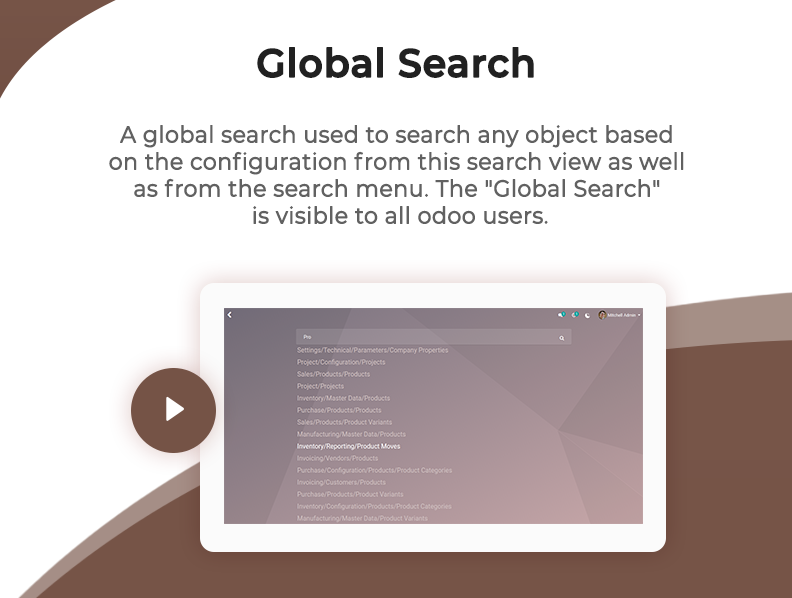 Global Search
A global search used to search any object based
on the configuration from this search view as well
as from the search menu. The "Global Search"
is visible to all odoo users.
Mitchell Admin
Pro
Settings/Technical/Parameters/Company Properties
Project/Configuration/Projects
Sales/Products/Products
Project/Projects
Inventory/Master Data/Products
Purchase/Products/Products
Sales/Products/Product Variants
Manufacturing/Master Data/Products
Inventory/Reporting/Product Moves
Invoicing/Vendors/Products
Purchase/Configuration/Products/Product Categories
Invoicing/Customers/Products
Purchase/Products/Product Variants
Inventory/Configuration/Products/Product Categories
Manufacturing/Master Data/Product Variants